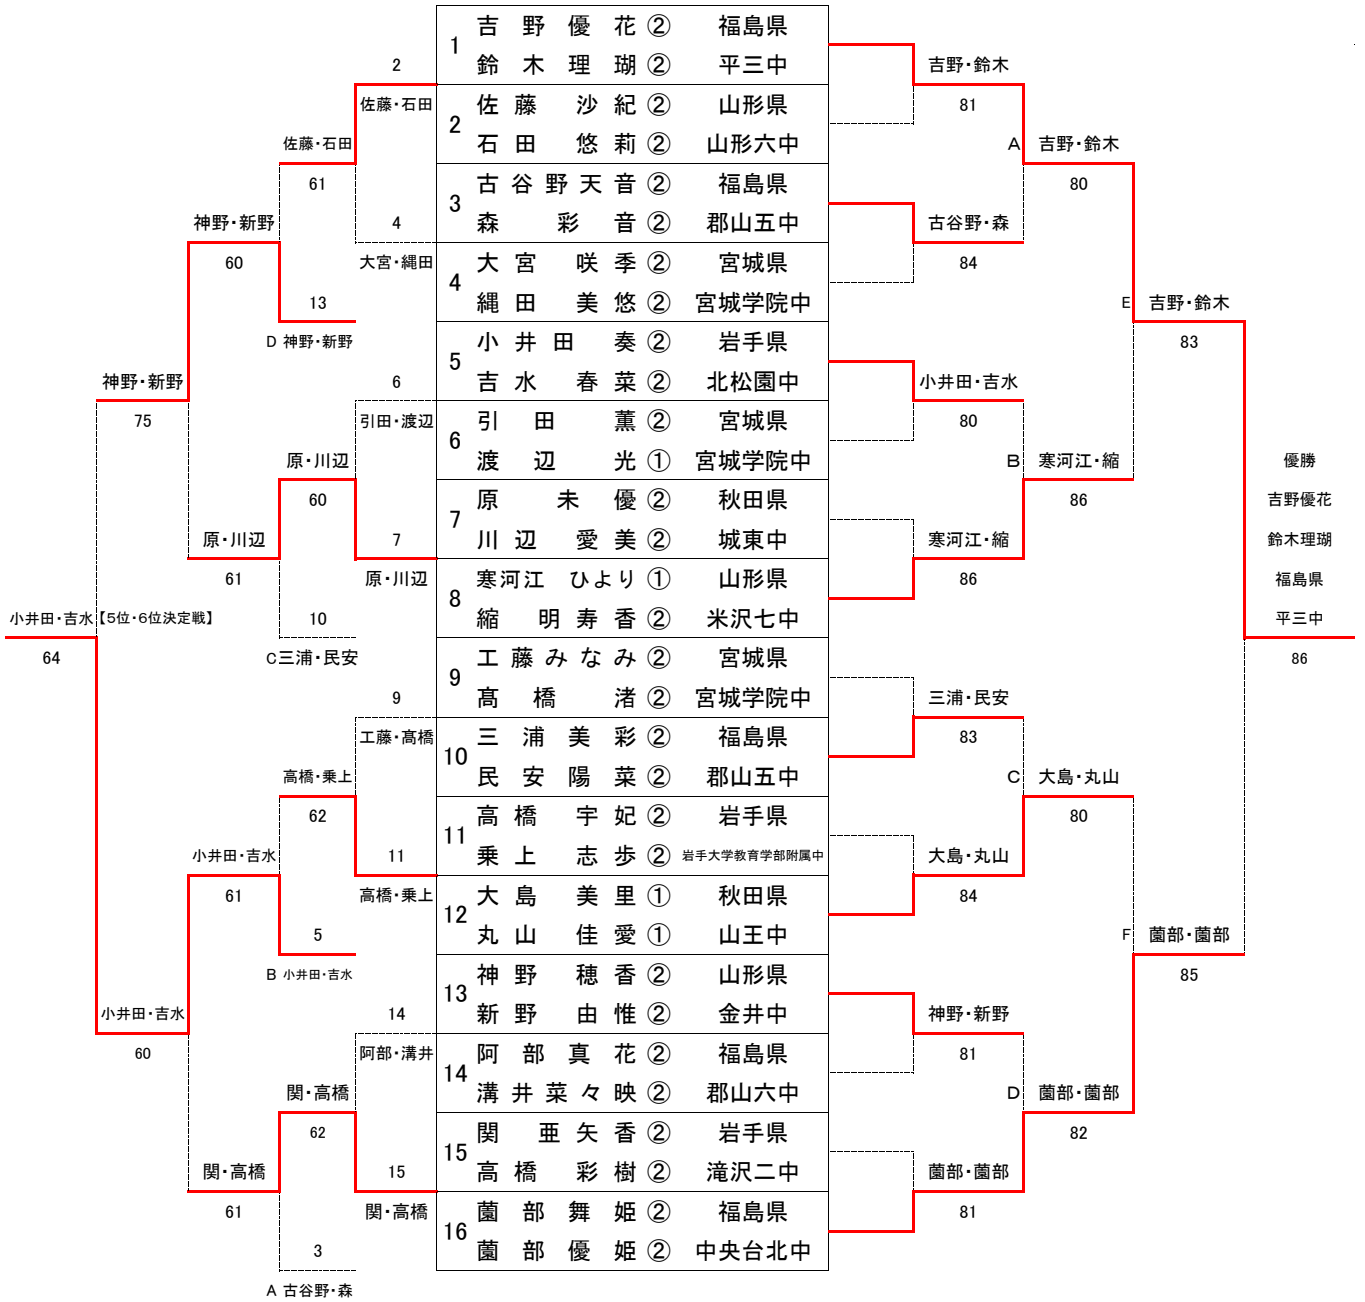 1
吉野優花 ② 福島県
鈴木理瑚 ② 平三中
2
佐藤沙紀 ② 山形県
石田悠莉 ② 山形六中
3
古谷野天音 ② 福島県
森彩音 ② 郡山五中
4
大宮咲季 ② 宮城県
縄田美悠 ② 宮城学院中
5
小井田奏 ② 岩手県
吉水春菜 ② 北松園中
6
引田薫 ② 宮城県
渡辺光 ① 宮城学院中
7
原未優 ② 秋田県
川辺愛美 ② 城東中
8
寒河江ひより ① 山形県
縮明寿香 ② 米沢七中
9
工藤みなみ ② 宮城県
髙橋渚 ② 宮城学院中
10
三浦美彩 ② 福島県
民安陽菜 ② 郡山五中
11
高橋宇妃 ② 岩手県
乗上志歩 ② 岩手大学教育学部附属中
12
大島美里 ① 秋田県
丸山佳愛 ① 山王中
13
神野穂香 ② 山形県
新野由惟 ② 金井中
14
阿部真花 ② 福島県
溝井菜々映 ② 郡山六中
15
関亜矢香 ② 岩手県
高橋彩樹 ② 滝沢二中
16
薗部舞姫 ② 福島県
薗部優姫 ② 中央台北中
2
佐藤・石田
4
大宮・縄田
6
引田・渡辺
7
原・川辺
9
工藤・髙橋
11
高橋・乗上
14
阿部・溝井
15
関・高橋
佐藤・石田
61
13
D 神野・新野
原・川辺
60
10
C三浦・民安
高橋・乗上
62
5
B 小井田・吉水
関・高橋
62
3
A 古谷野・森
神野・新野
60
原・川辺
61
小井田・吉水
61
関・高橋
61
神野・新野
75
小井田・吉水
60
小井田・吉水【5位・6位決定戦】
64
吉野・鈴木
81
古谷野・森
84
小井田・吉水
80
寒河江・縮
86
三浦・民安
83
大島・丸山
84
神野・新野
81
薗部・薗部
81
A 吉野・鈴木
80
B 寒河江・縮
86
C 大島・丸山
80
D 薗部・薗部
82
E 吉野・鈴木
83
F 薗部・薗部
85
優勝
吉野優花
鈴木理瑚
福島県
平三中
86